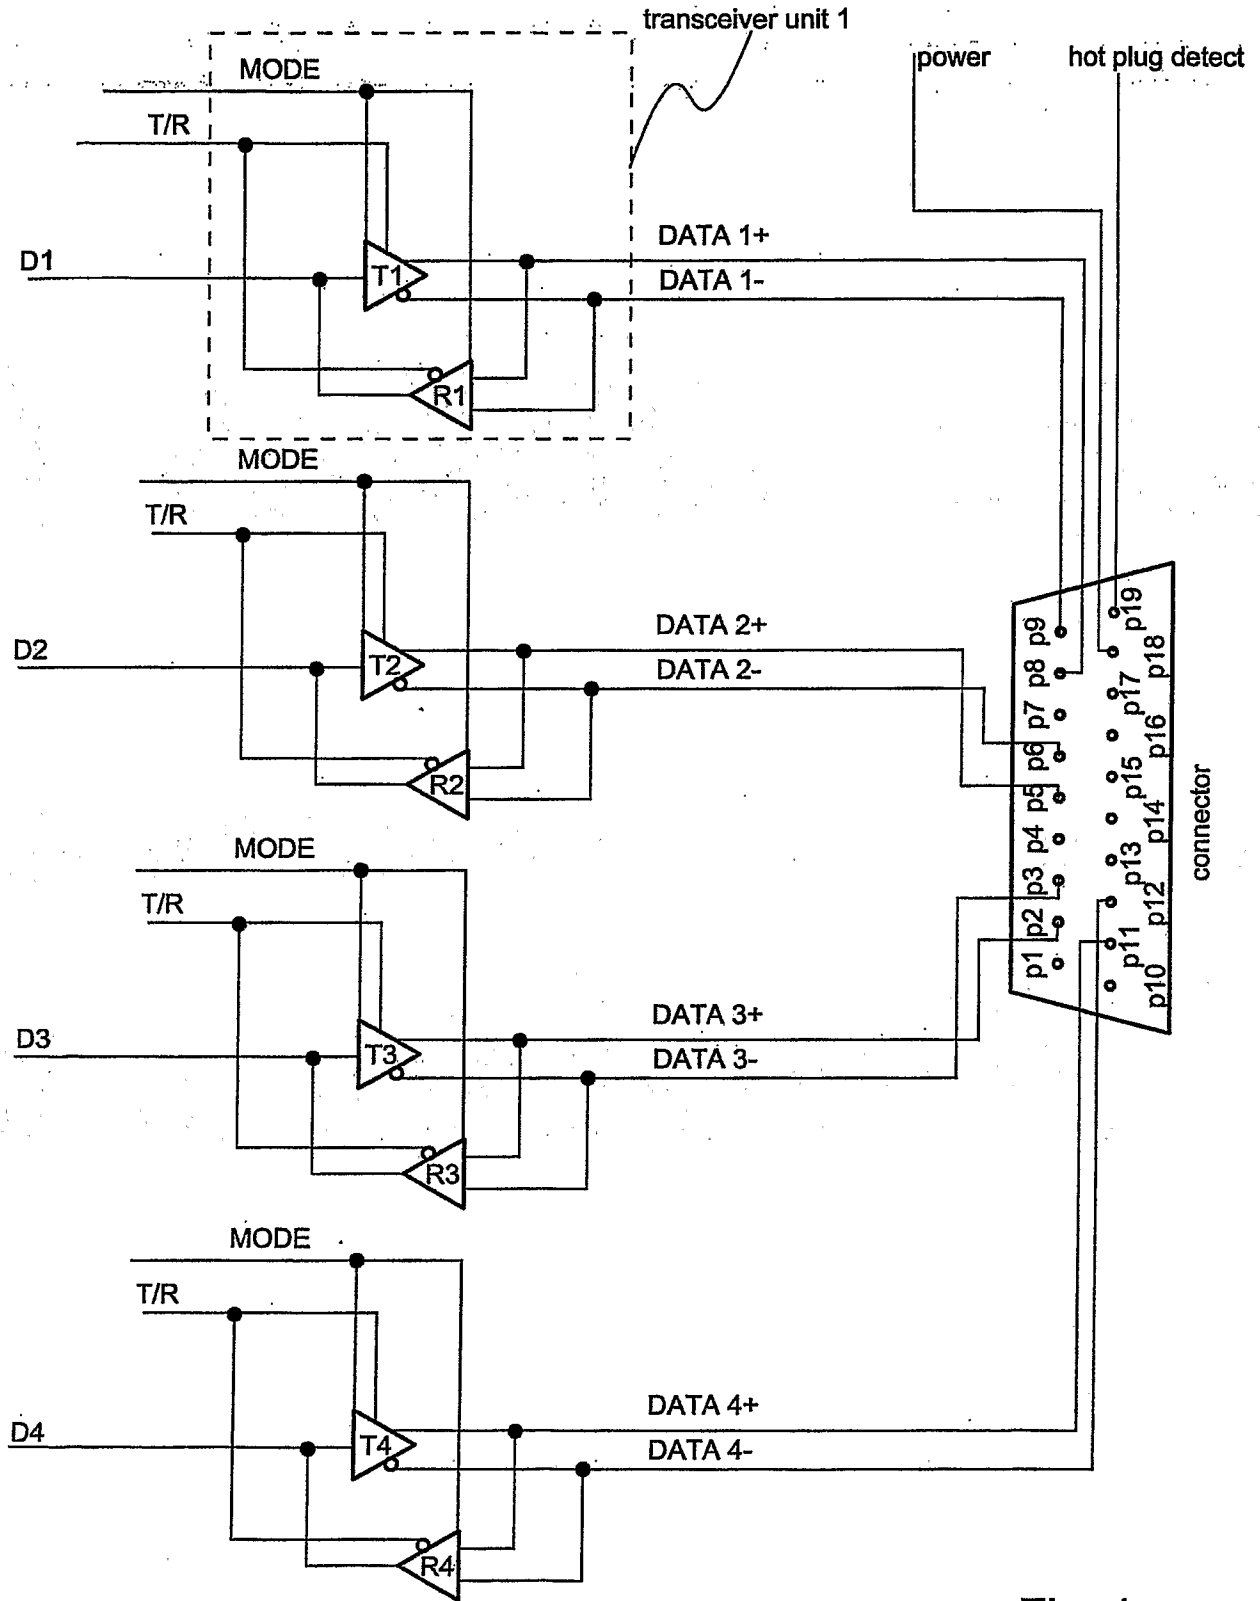 transceiver unit 1
power
hot plug detect
MODE
T/R
D1
T1
R1
DATA 1+
DATA 1-
MODE
T/R
D2
T2
R2
DATA 2+
DATA 2-
MODE
T/R
D3
T3
R3
DATA 3+
DATA 3-
MODE
T/R
D4
T4
R4
DATA 4+
DATA 4-
p9
p8
p7
p6
p5
p4
p3
p2
p1
p19
p18
p17
p16
p15
p14
p13
p12
p11
p10
connector